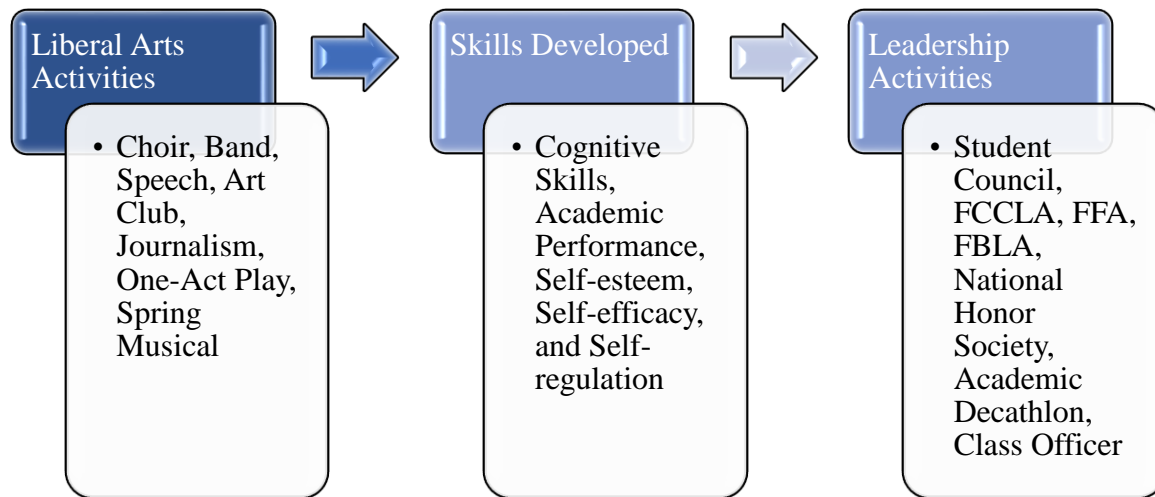 Liberal Arts
Activities
• Choir, Band,
Speech, Art
Club,
Journalism,
One-Act Play,
Spring
Musical
Skills Developed
• Cognitive
Skills,
Academic
Performance,
Self-esteem,
Self-efficacy,
and Self-
regulation
Leadership
Activities
• Student
Council,
FCCLA, FFA,
FBLA,
National
Honor
Society,
Academic
Decathlon,
Class Officer